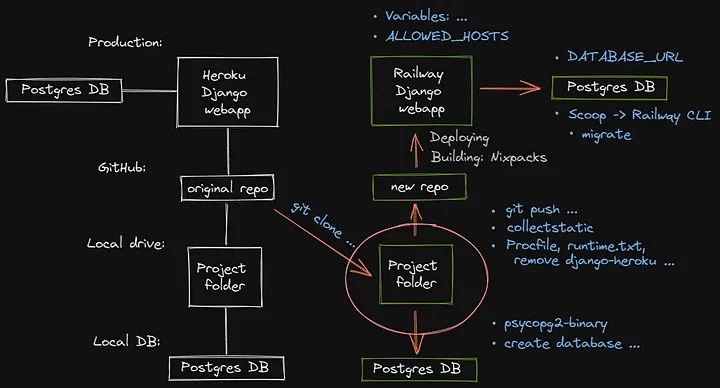 • Variables: ...
• ALLOWED_HOSTS
Production:
Postgres DB
Heroku
Django
webapp
Railway
Django
webapp
• DATABASE_URL
Postgres DB
• Scoop -> Railway CLI
• migrate
Deploying
Building: Nixpacks
GitHub:
original repo
new repo
git clone ...
• git push ...
• collectstatic
• Procfile, runtime.txt,
remove django-heroku ...
Local drive:
Project
folder
Project
folder
• psycopg2-binary
• create database ...
Local DB:
Postgres DB
Postgres DB